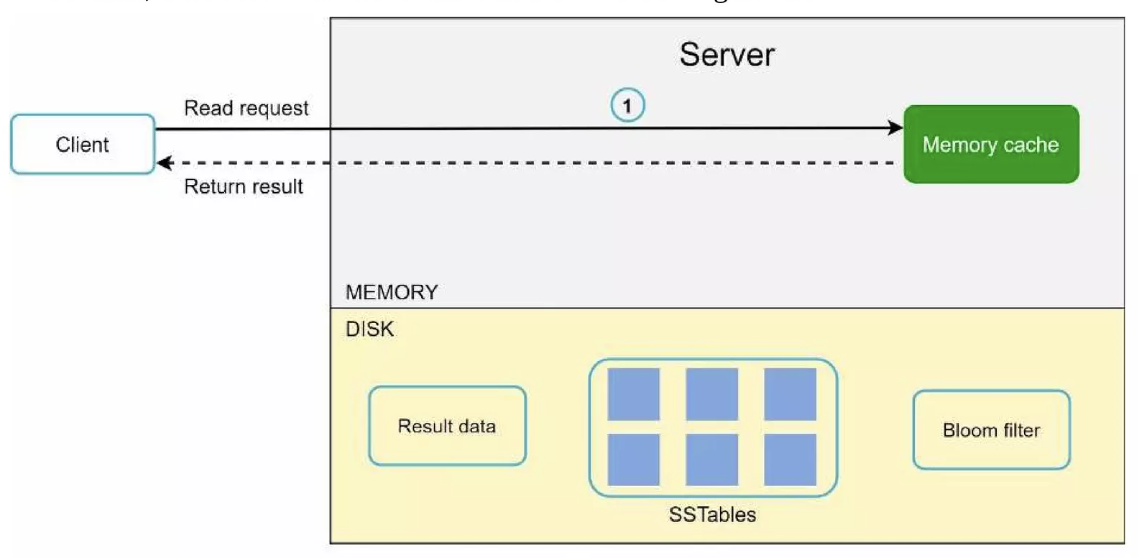 Server
Read request
1
Client
Memory cache
Return result
MEMORY
DISK
Result data
Bloom filter
SSTables